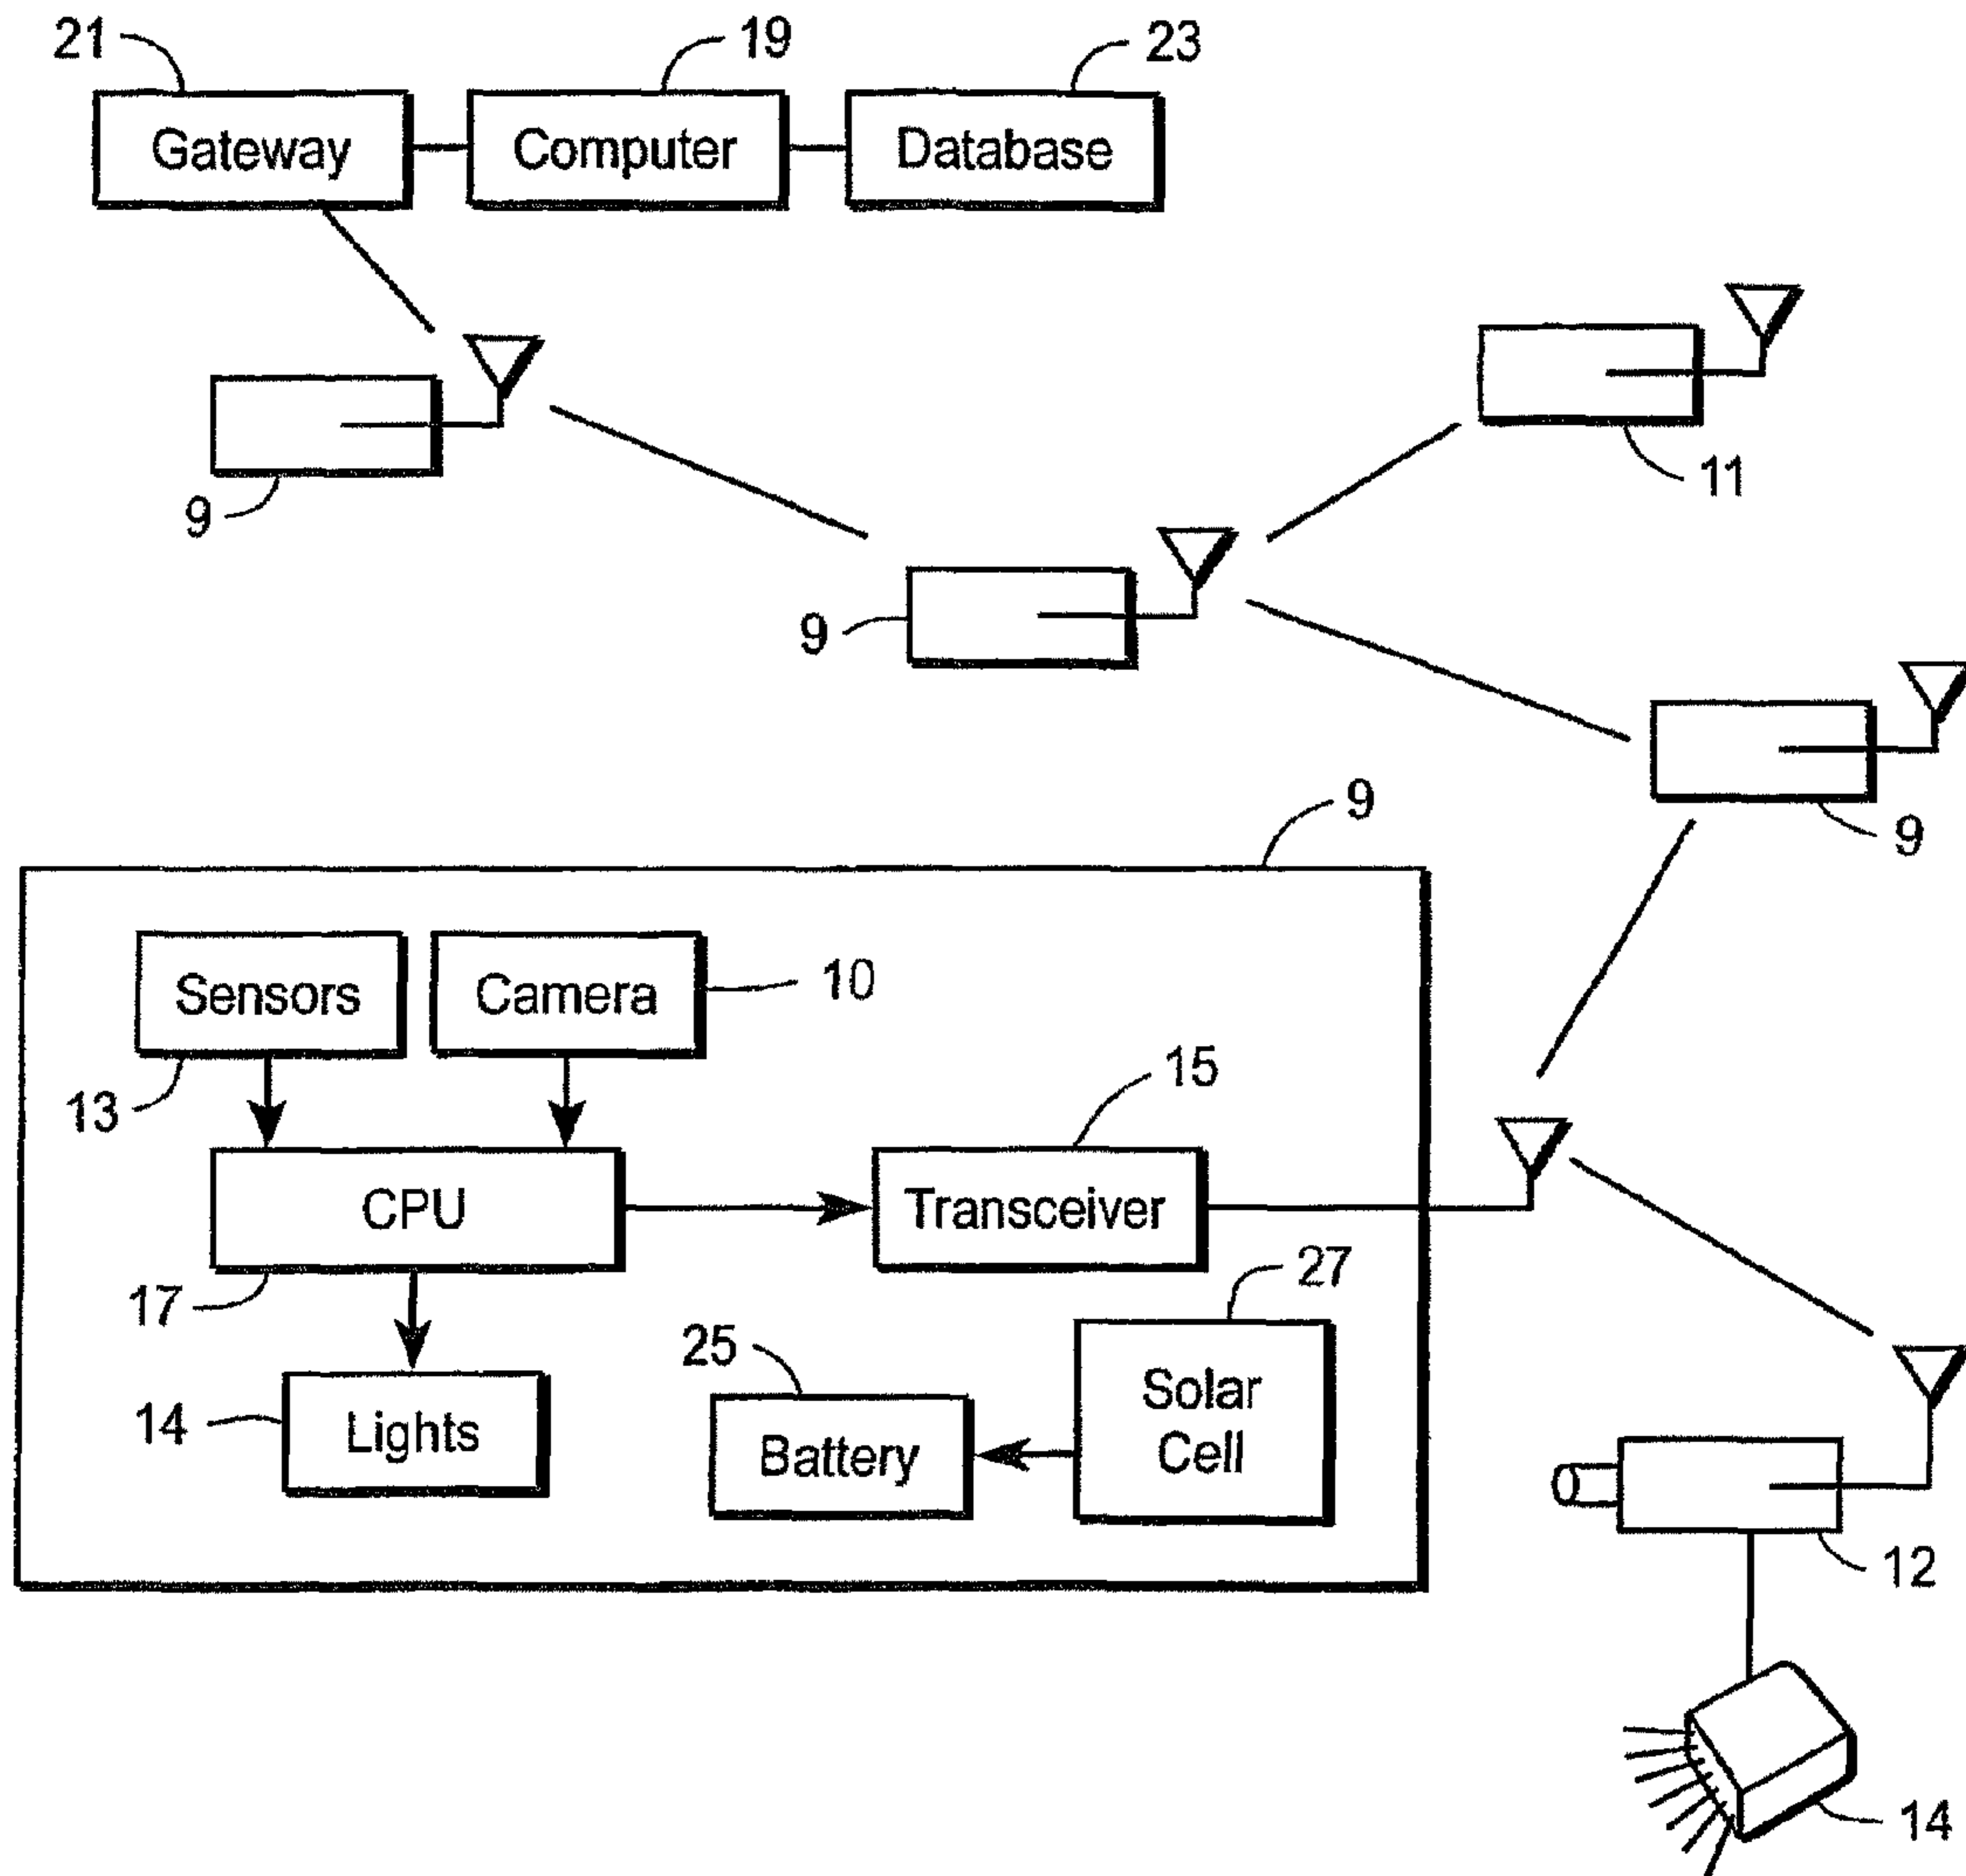 21
19
23
Gateway
Computer
Database
11
9
9
9
9
Sensors
Camera
10
13
15
CPU
Transceiver
17
27
25
Solar
Cell
14
Lights
Battery
12
14